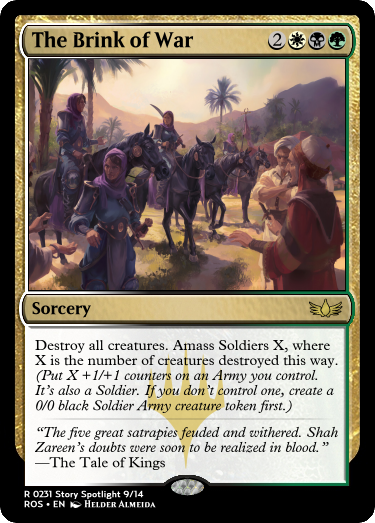 The Brink of War 2
Sorcery
Destroy all creatures. Amass Soldiers X, where
X is the number of creatures destroyed this way.
(Put X +1/+1 counters on an Army you control.
It's also a Soldier. If you don't control one, create a
0/0 black Soldier Army creature token first.)
“The five great satrapies feuded and withered. Shah
Zareen's doubts were soon to be realized in blood.”
—The Tale of Kings
R 0231 Story Spotlight 9/14
ROS • EN Helder Almeida